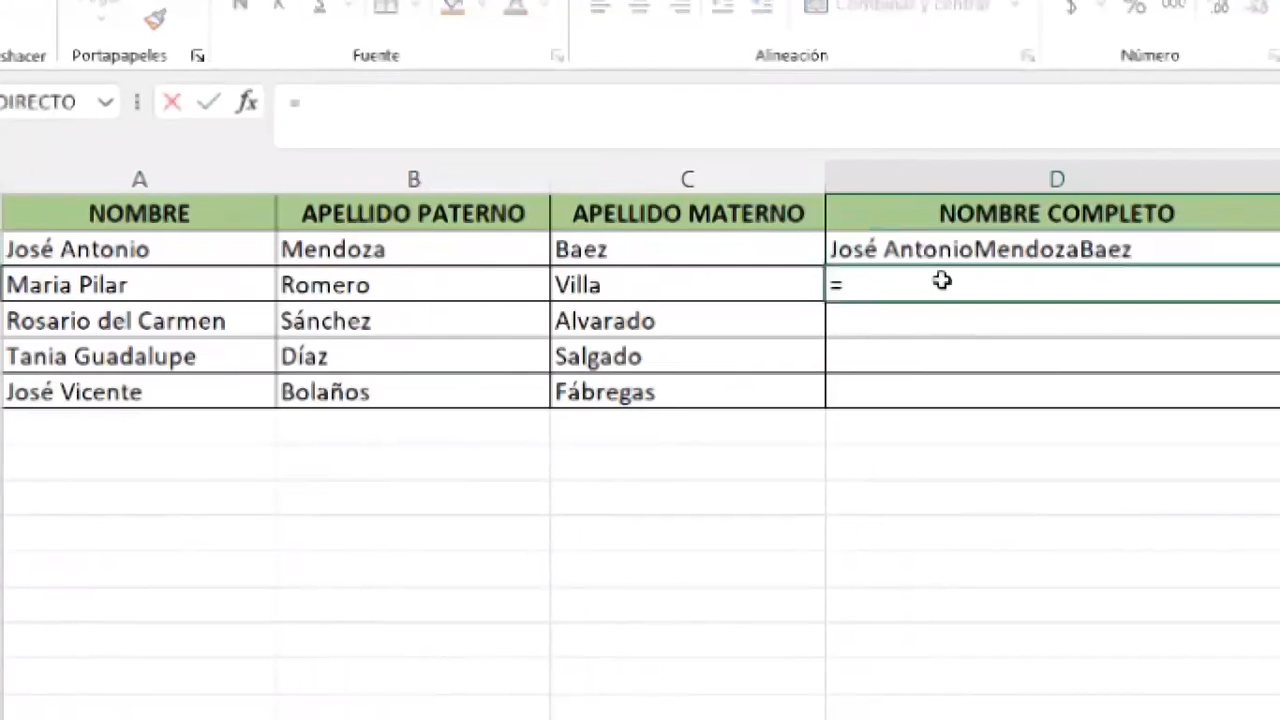 shacer Portapapeles Fuente Alineación Número
DIRECTO fx =
A B C D
NOMBRE APELLIDO PATERNO APELLIDO MATERNO NOMBRE COMPLETO
José Antonio Mendoza Baez José AntonioMendozaBaez
Maria Pilar Romero Villa =
Rosario del Carmen Sánchez Alvarado
Tania Guadalupe Díaz Salgado
José Vicente Bolaños Fábregas